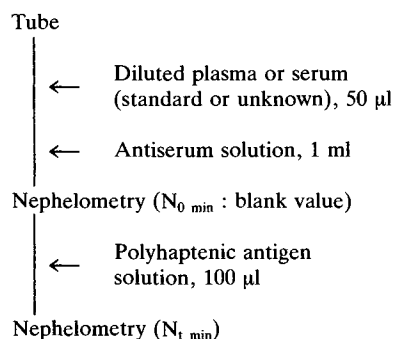 Tube
Diluted plasma or serum
(standard or unknown), 50 µl
Antiserum solution, 1 ml
Nephelometry (N0 min : blank value)
Polyhaptenic antigen
solution, 100 µl
Nephelometry (Nt min)